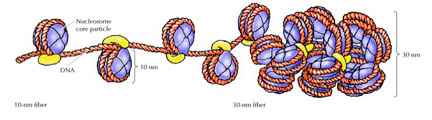 Nucleosome
core particle
DNA
10 nm
30 nm
10-nm fiber
30-nm fiber